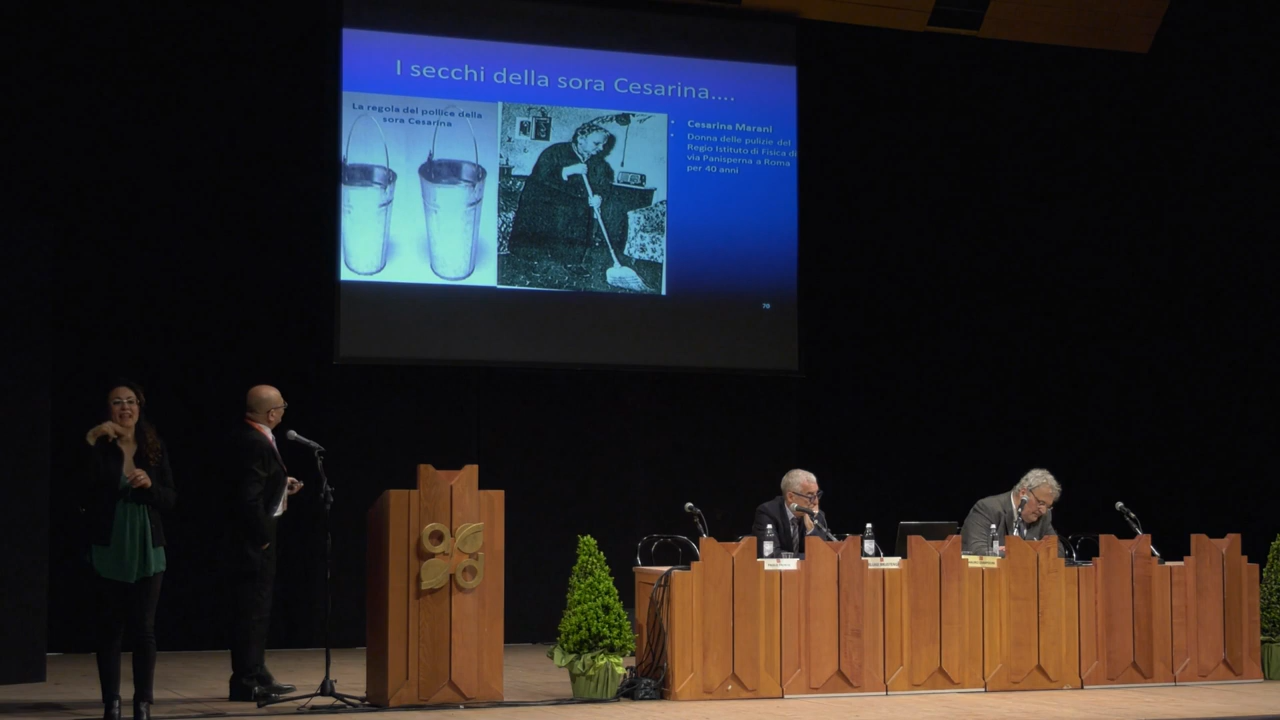 I secchi della sora Cesarina....
La regola del pollice della
sora Cesarina
Cesarina Marani
Donna delle pulizie del
Regio Istituto di Fisica di
via Panisperna a Roma
per 40 anni
70